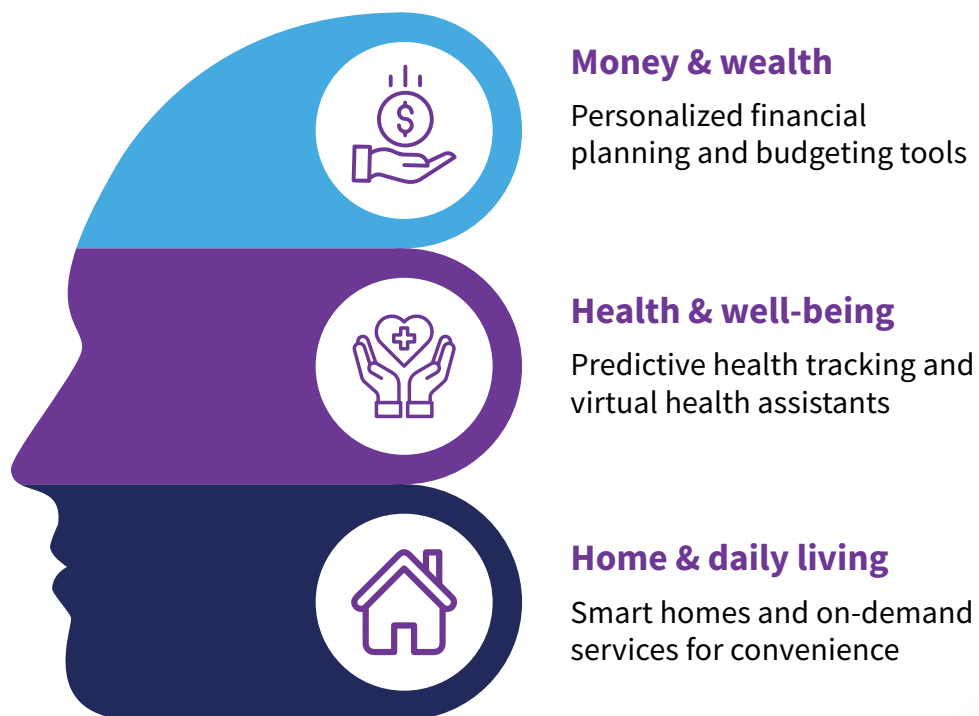 $
Money & wealth
Personalized financial
planning and budgeting tools
Health & well-being
Predictive health tracking and
virtual health assistants
Home & daily living
Smart homes and on-demand
services for convenience